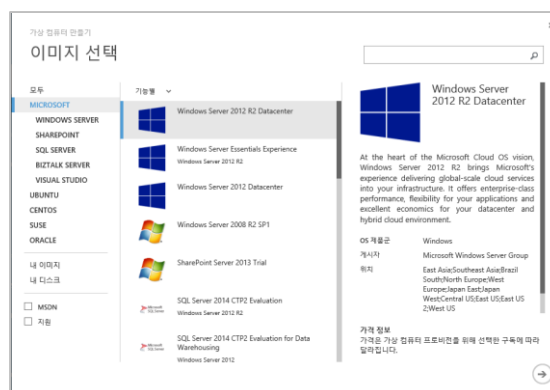 가상 컴퓨터 만들기
이미지 선택
모두
MICROSOFT
WINDOWS SERVER
SHAREPOINT
SQL SERVER
BIZTALK SERVER
VISUAL STUDIO
UBUNTU
CENTOS
SUSE
ORACLE
내 이미지
내 디스크
MSDN
지원
기능별
Windows Server 2012 R2 Datacenter
Windows Server Essentials Experience
Windows Server 2012 R2
Windows Server 2012 Datacenter
Windows Server 2008 R2 SP1
SharePoint Server 2013 Trial
SQL Server 2014 CTP2 Evaluation
Windows Server 2012 R2
SQL Server 2014 CTP2 Evaluation for Data
Warehousing
Windows Server 2012
Windows Server
2012 R2 Datacenter
At the heart of the Microsoft Cloud OS vision,
Windows Server 2012 R2 brings Microsoft's
experience delivering global-scale cloud services
into your infrastructure. It offers enterprise-class
performance, flexibility for your applications and
excellent economics for your datacenter and
hybrid cloud environment.
OS 제품군 Windows
게시자 Microsoft Windows Server Group
위치 East Asia;Southeast Asia;Brazil
South;North Europe;West
Europe;Japan East;Japan
West;Central US;East US;East US
2;West US
가격 정보
가격은 가상 컴퓨터 프로비전을 위해 선택한 구독에 따라
달라집니다.